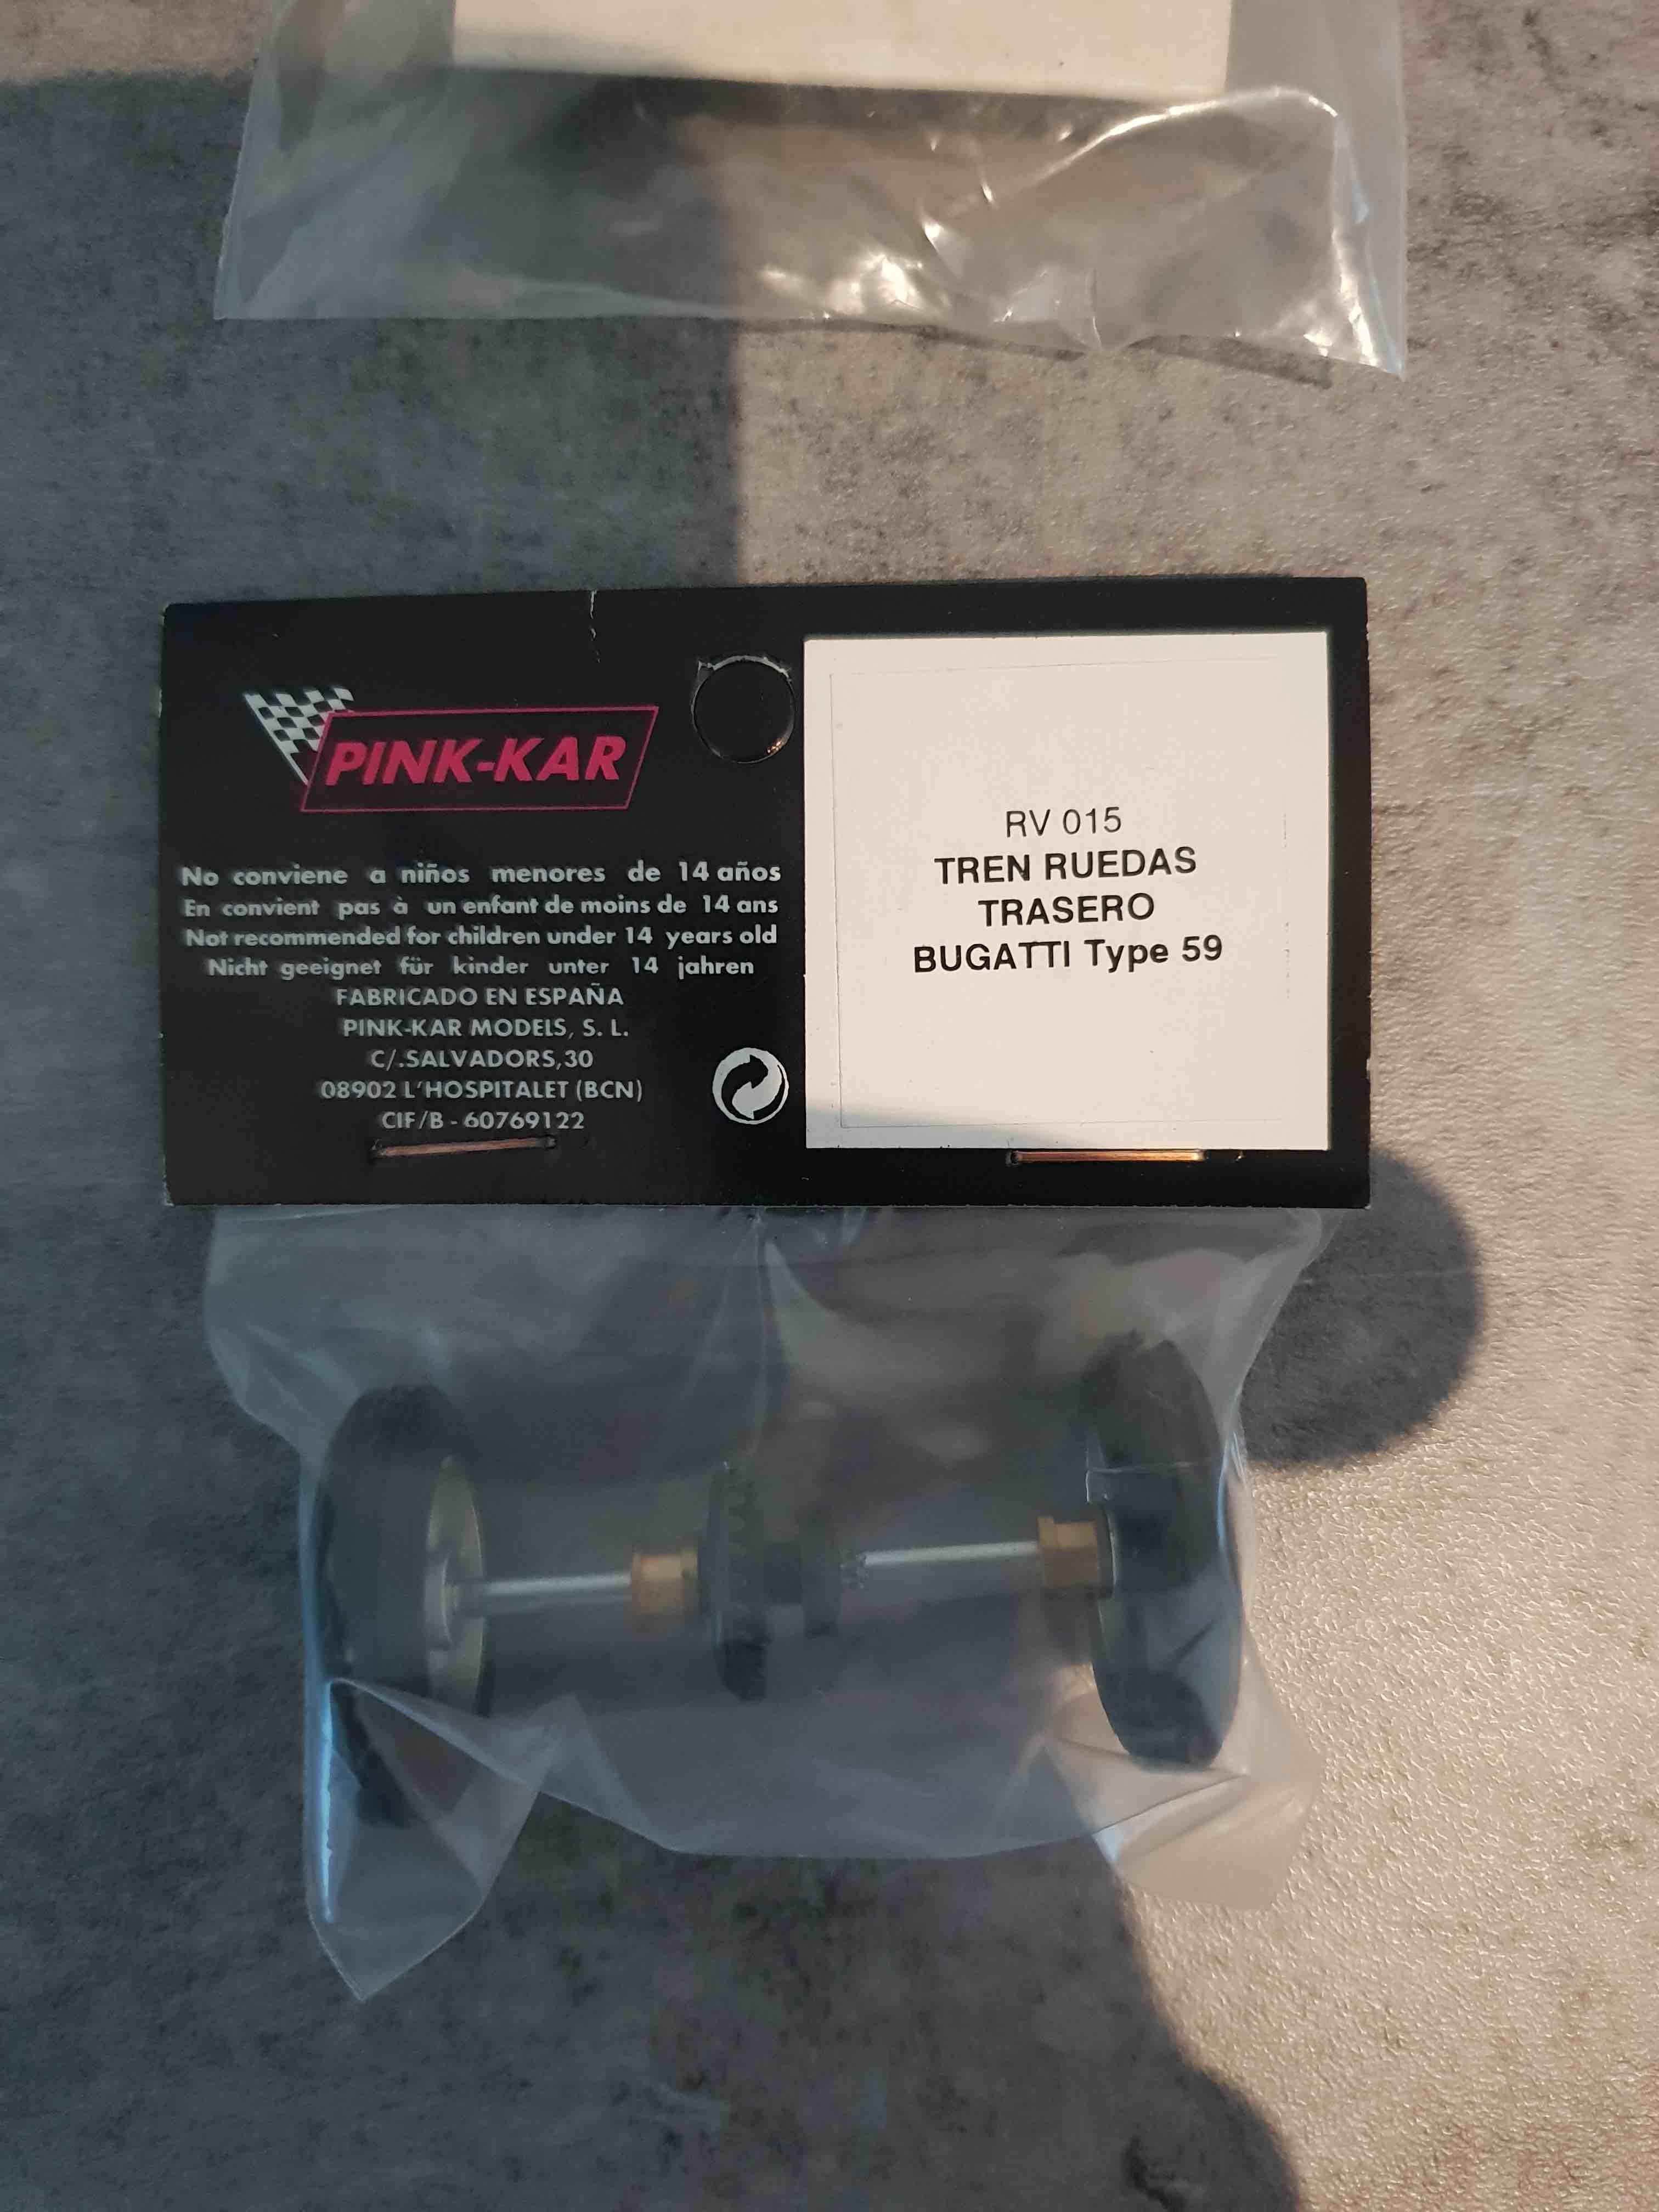 PINK-KAR
No conviene a niños menores de 14 años
En convient pas à un enfant de moins de 14 ans
Not recommended for children under 14 years old
Nicht geeignet für kinder unter 14 jahren
FABRICADO EN ESPAÑA
PINK-KAR MODELS, S. L.
C/.SALVADORS,30
08902 L'HOSPITALET (BCN)
CIF/B - 60769122
RV 015
TREN RUEDAS
TRASERO
BUGATTI Type 59